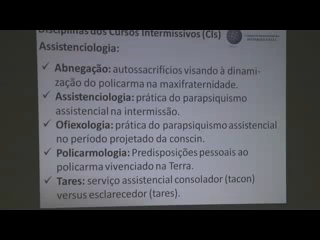 Disciplinas dos Cursos Intermissivos (CIs)
Assistenciologia:
✓ Abnegação: autossacrifícios visando à dinami-
zação do policarma na maxifraternidade.
✓ Assistenciologia: prática do parapsiquismo
assistencial na intermissão.
✓ Ofiexologia: prática do parapsiquismo assistencial
no período projetado da conscin.
✓ Policarmologia: Predisposições pessoais ao
policarma vivenciado na Terra.
✓ Tares: serviço assistencial consolador (tacon)
versus esclarecedor (tares).